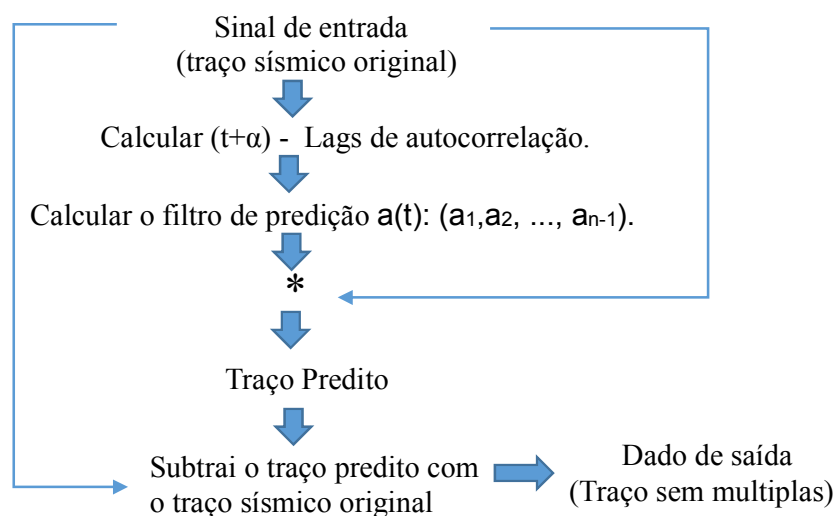 Sinal de entrada
(traço sísmico original)
Calcular (t+α) - Lags de autocorrelação.
Calcular o filtro de predição a(t): (a₁,a₂, ..., aₙ₋₁).
*
Traço Predito
Subtrai o traço predito com
o traço sísmico original
Dado de saída
(Traço sem multiplas)